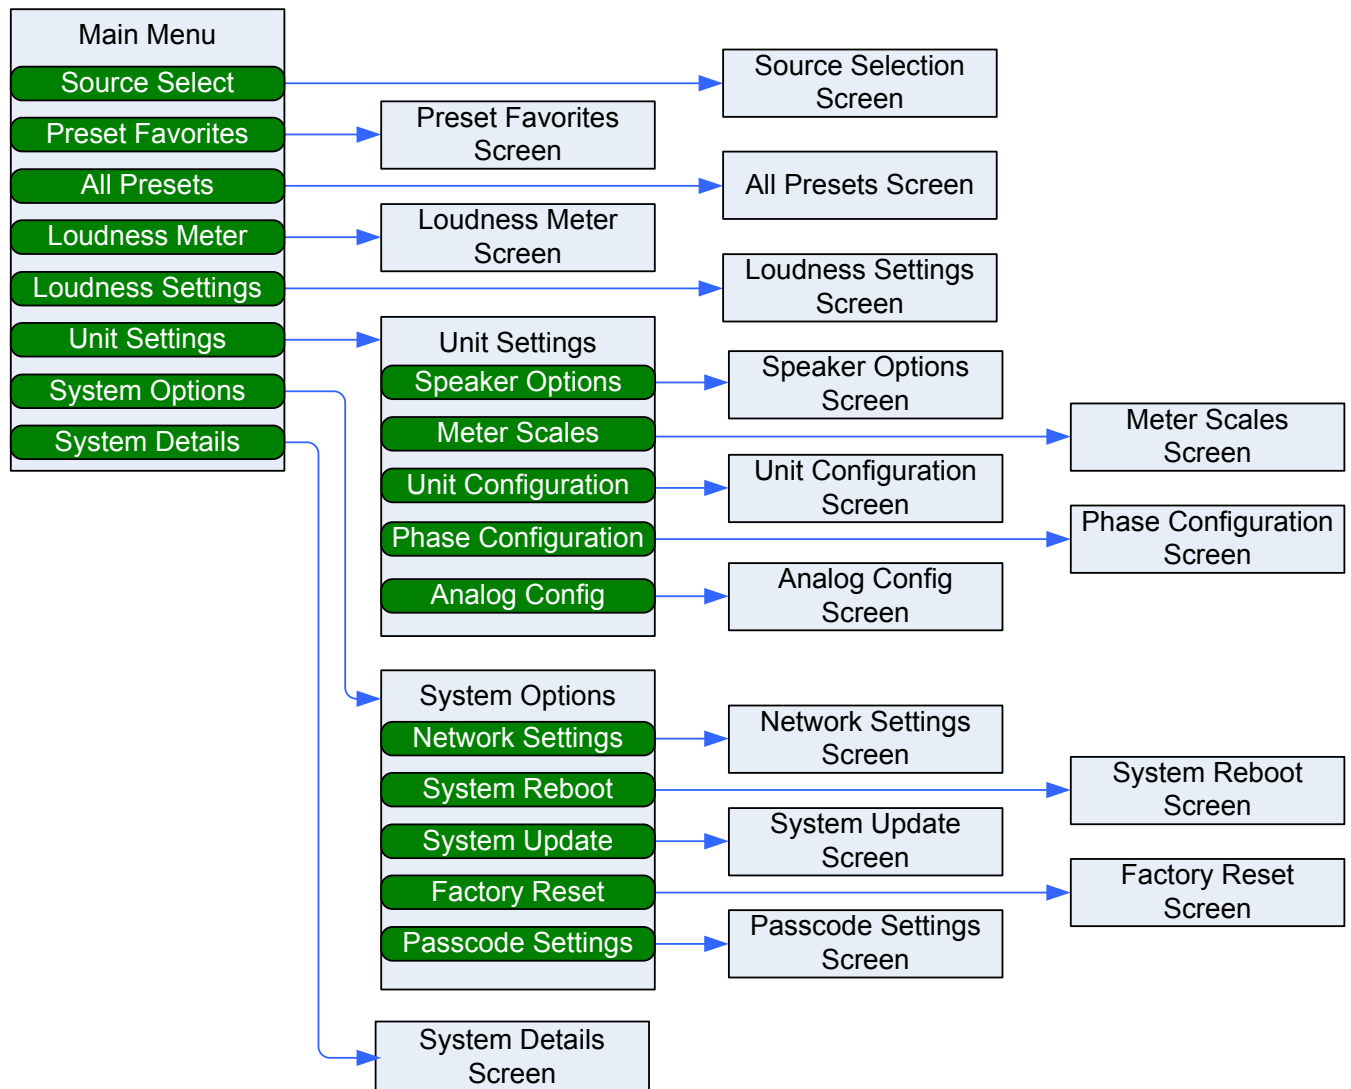 Main Menu
Source Select
Preset Favorites
All Presets
Loudness Meter
Loudness Settings
Unit Settings
System Options
System Details
Source Selection
Screen
Preset Favorites
Screen
All Presets Screen
Loudness Meter
Screen
Loudness Settings
Screen
Unit Settings
Speaker Options
Meter Scales
Unit Configuration
Phase Configuration
Analog Config
Speaker Options
Screen
Meter Scales
Screen
Unit Configuration
Screen
Phase Configuration
Screen
Analog Config
Screen
System Options
Network Settings
System Reboot
System Update
Factory Reset
Passcode Settings
Network Settings
Screen
System Reboot
Screen
System Update
Screen
Factory Reset
Screen
Passcode Settings
Screen
System Details
Screen